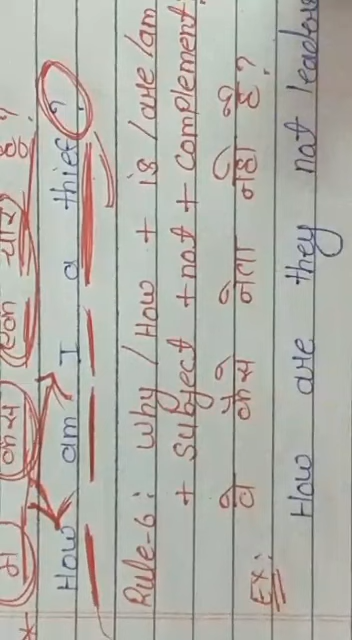 * मैं कैसे एक चोर हूँ?
How am I a thief?
Rule-6: Why / How + is / are / am
+ Subject + not + Complement?
Ex: वे कैसे नेता नही है?
How are they not leaders